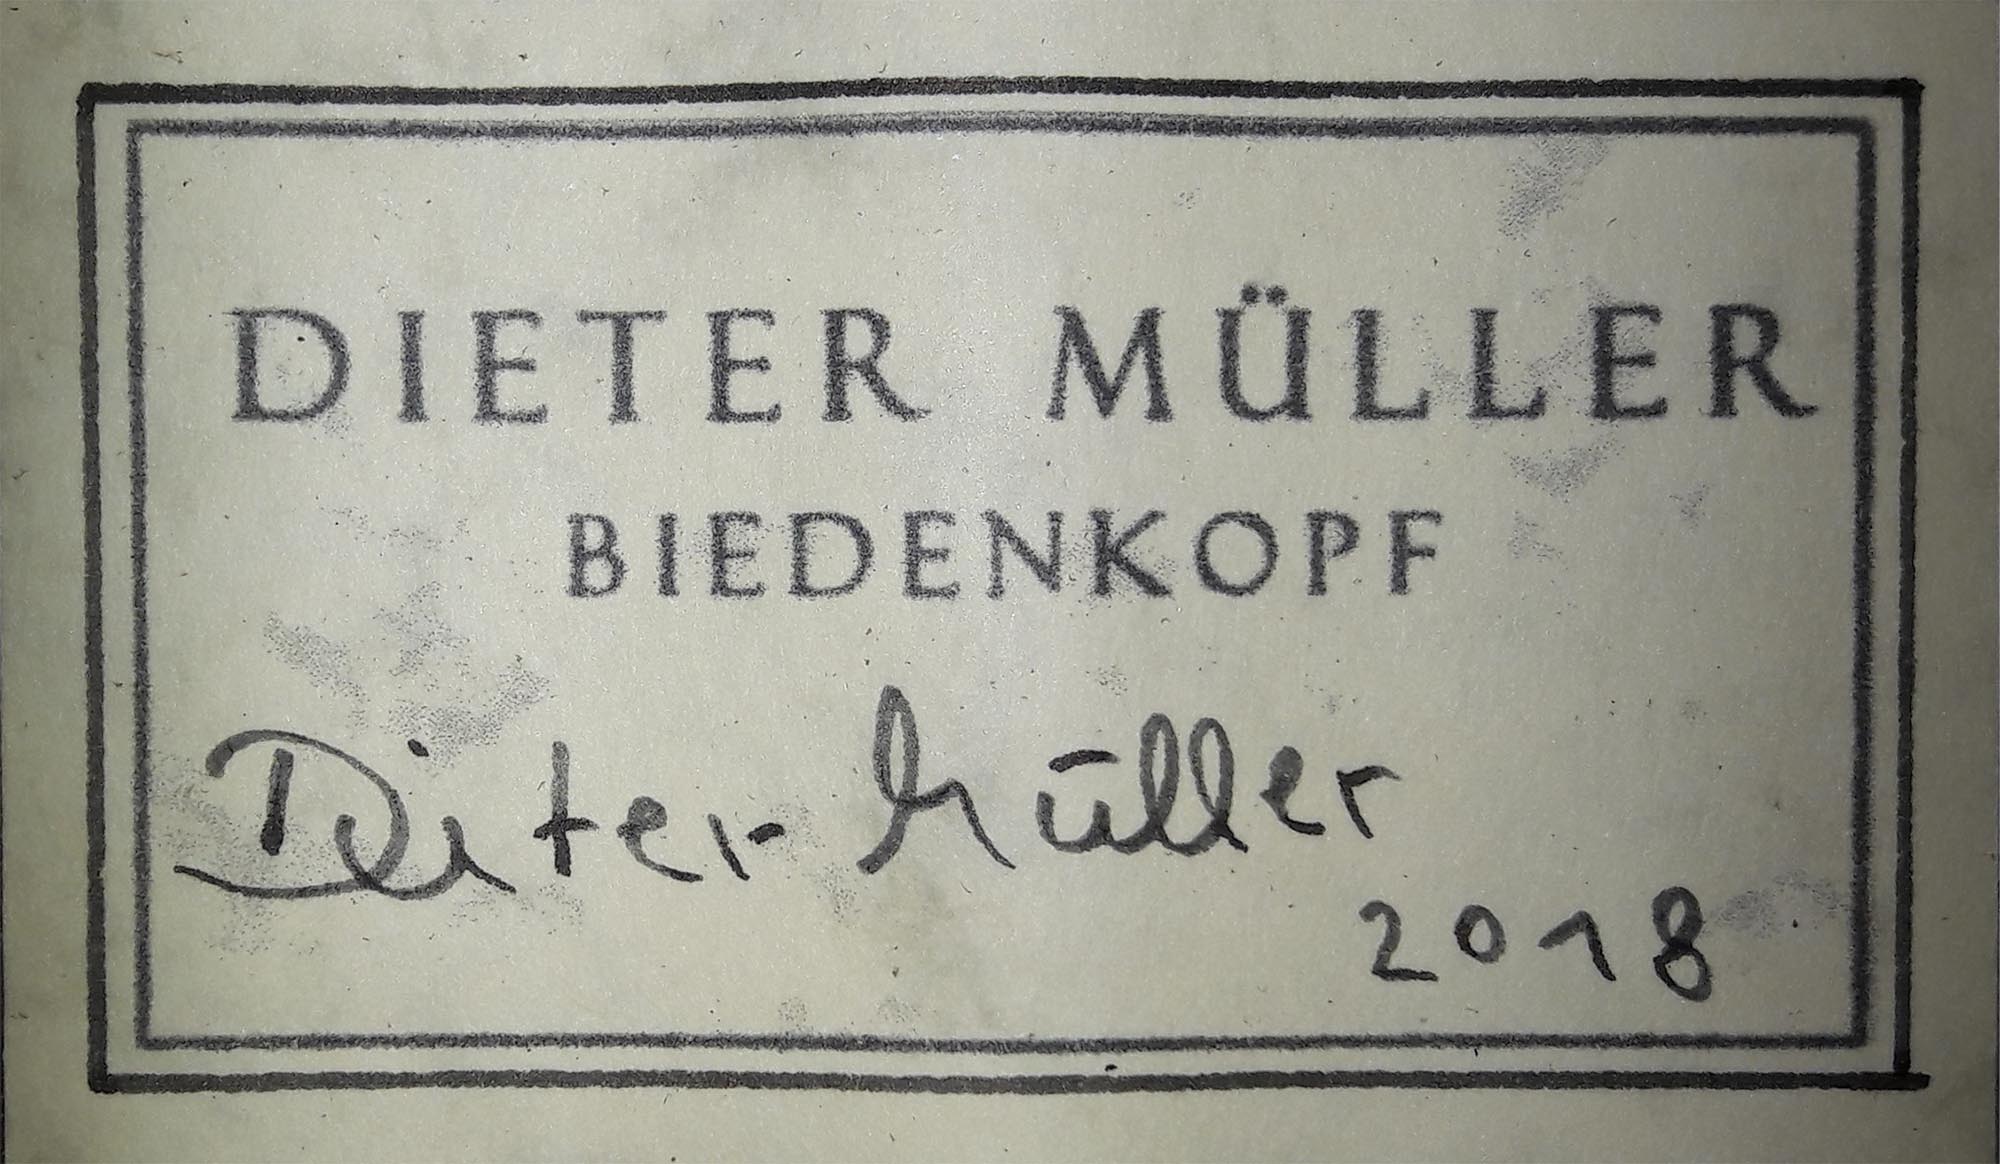 DIETER MÜLLER
BIEDENKOPF
Dieter Müller
2018